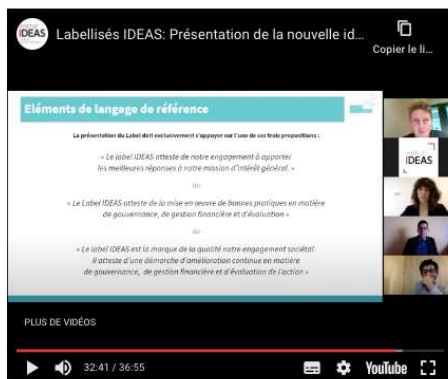 IDEAS
Labellisés IDEAS: Présentation de la nouvelle id...
Copier le li...
Eléments de langage de référence
La présentation du Label doit exclusivement s'appuyer sur l'une de ces trois propositions :
« Le label IDEAS atteste de notre engagement à apporter
les meilleures réponses à notre mission d'intérêt général. »
ou
« Le Label IDEAS atteste de la mise en œuvre de bonnes pratiques en matière
de gouvernance, de gestion financière et d'évaluation »
ou
« Le label IDEAS est la marque de la qualité notre engagement sociétal.
Il atteste d'une démarche d'amélioration continue en matière
de gouvernance, de gestion financière et d'évaluation de l'action »
IDEAS
PLUS DE VIDÉOS
32:41 / 36:55
YouTube